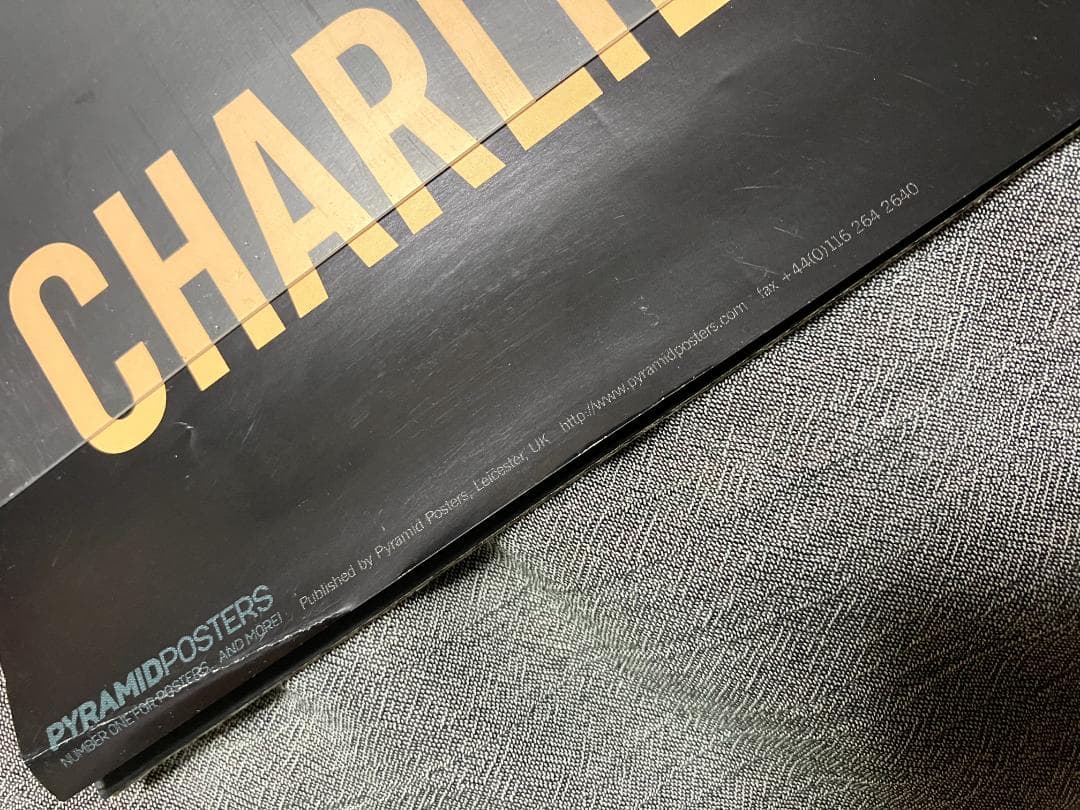 CHARLI
PYRAMIDPOSTERS
NUMBER ONE FOR POSTERS... AND MORE!
Published by Pyramid Posters, Leicester, UK http://www.pyramidposters.com fax. +44(0)116 264 2640